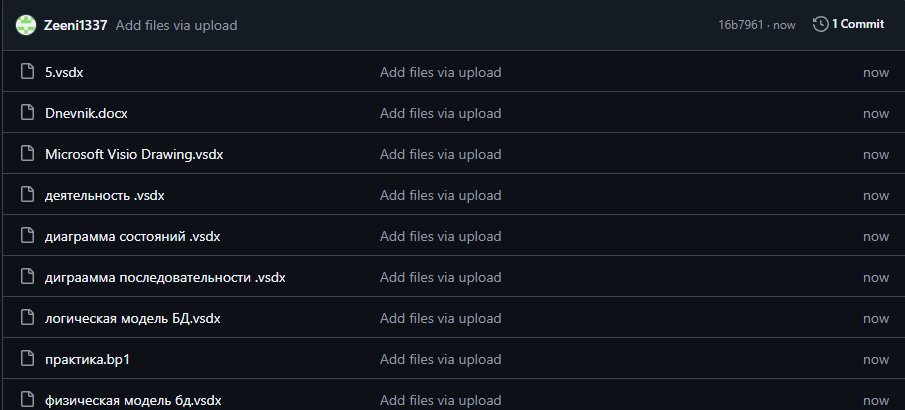 Zeeni1337 Add files via upload 16b7961 · now 1 Commit
5.vsdx Add files via upload now
Dnevnik.docx Add files via upload now
Microsoft Visio Drawing.vsdx Add files via upload now
деятельность .vsdx Add files via upload now
диаграмма состояний .vsdx Add files via upload now
диграамма последовательности .vsdx Add files via upload now
логическая модель БД.vsdx Add files via upload now
практика.bp1 Add files via upload now
физическая модель бд.vsdx Add files via upload now